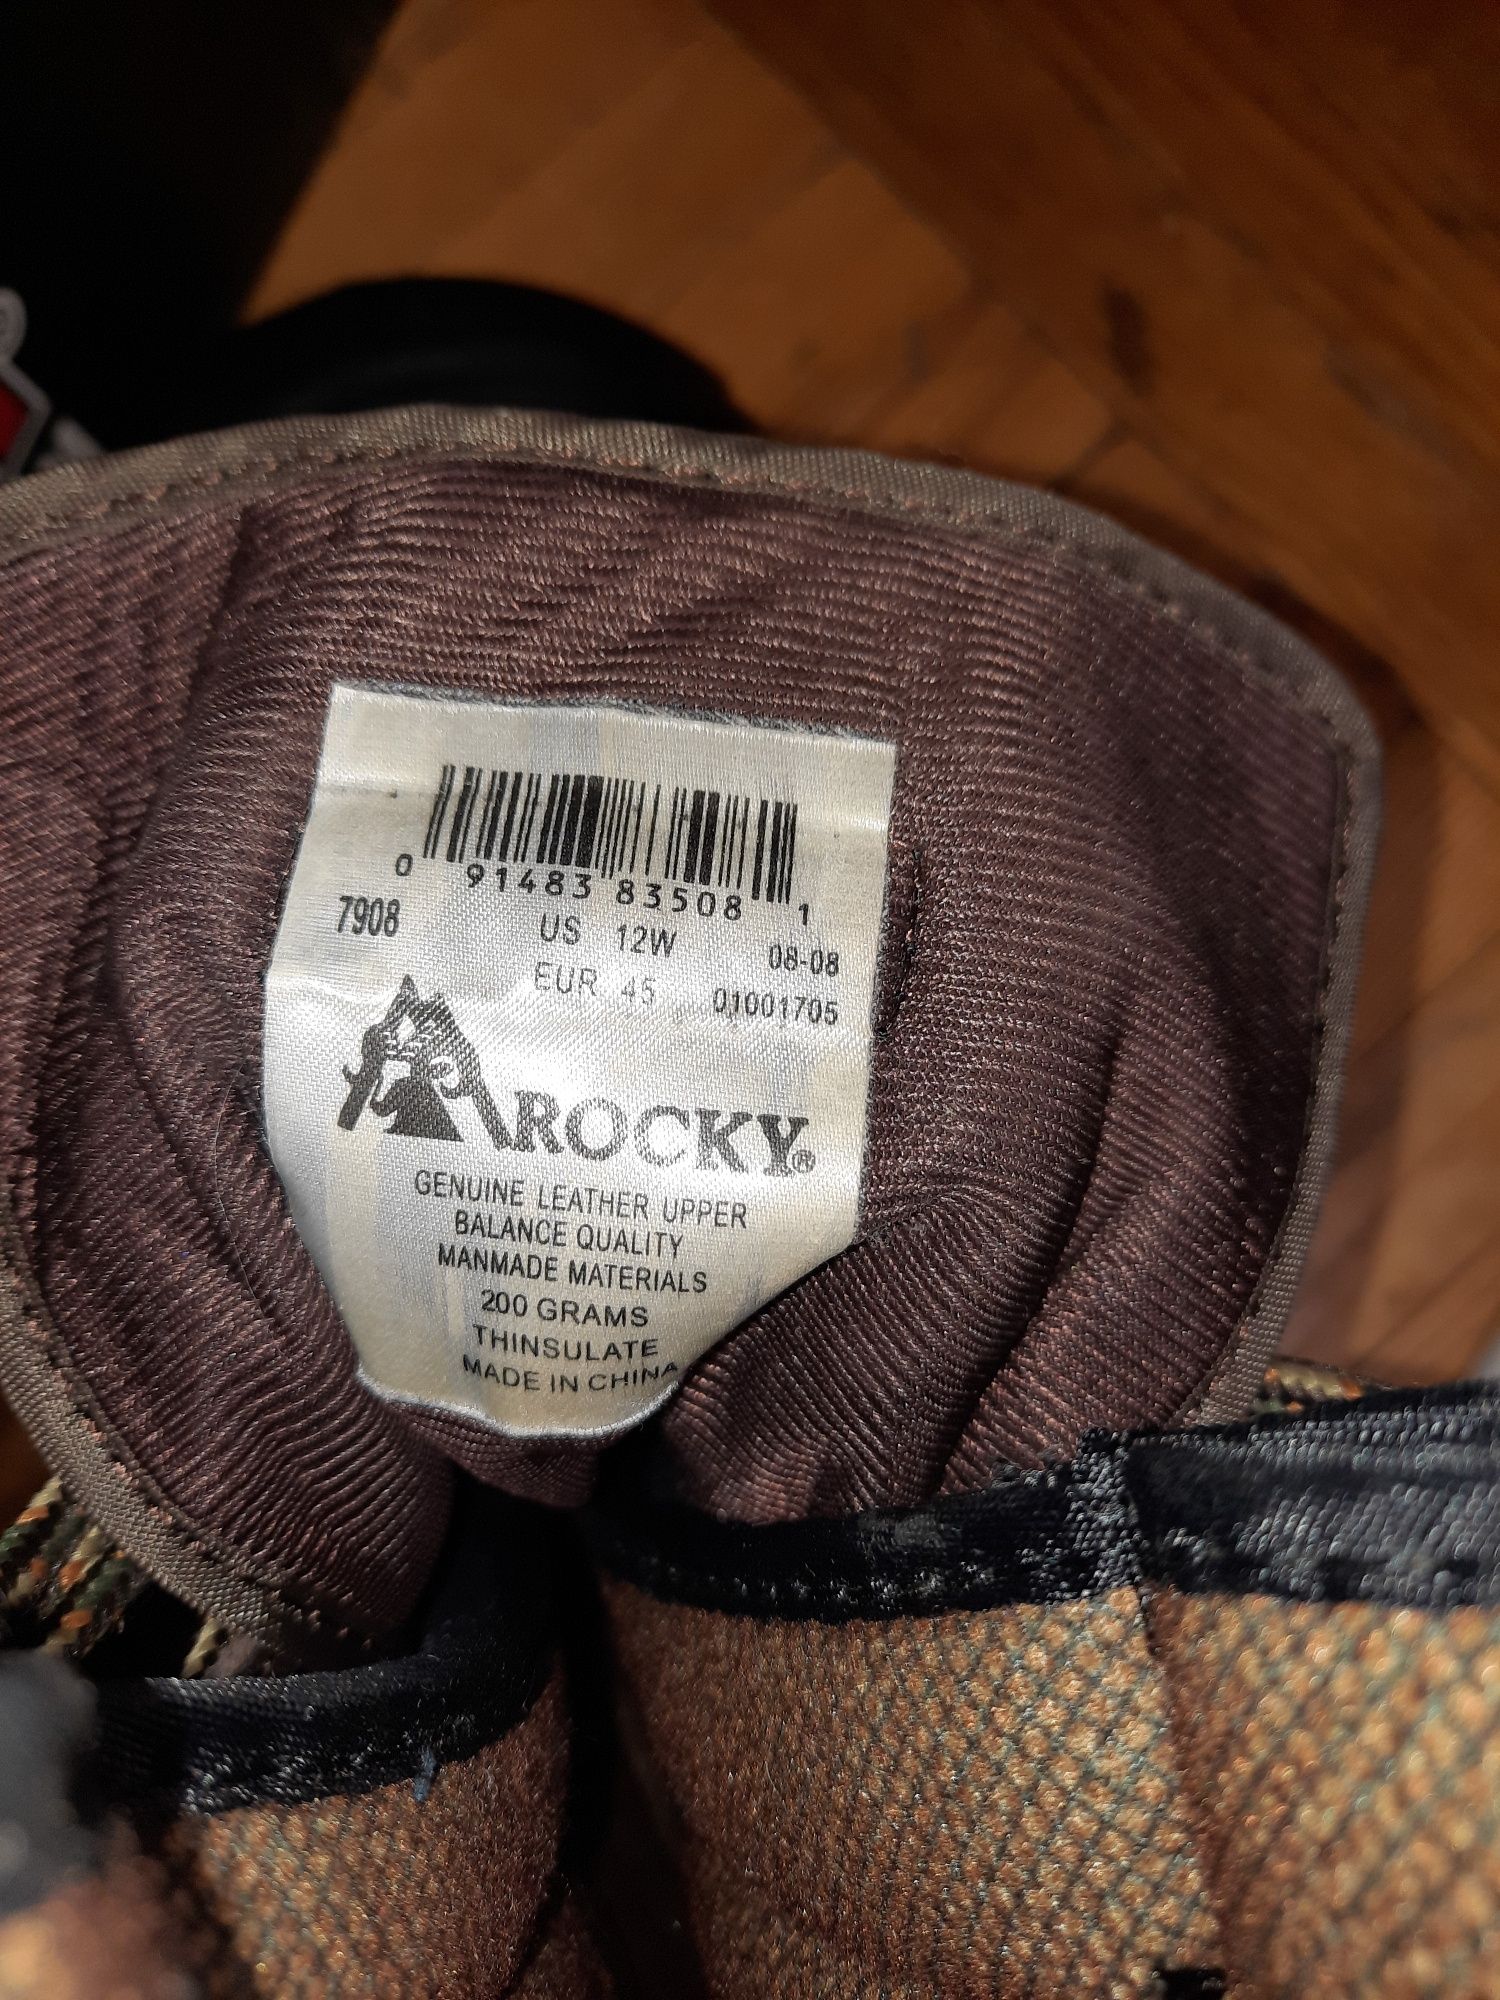 0 91483 83508 1
7908 US 12W 08-08
EUR 45 01001705
ROCKY®
GENUINE LEATHER UPPER
BALANCE QUALITY
MANMADE MATERIALS
200 GRAMS
THINSULATE
MADE IN CHINA